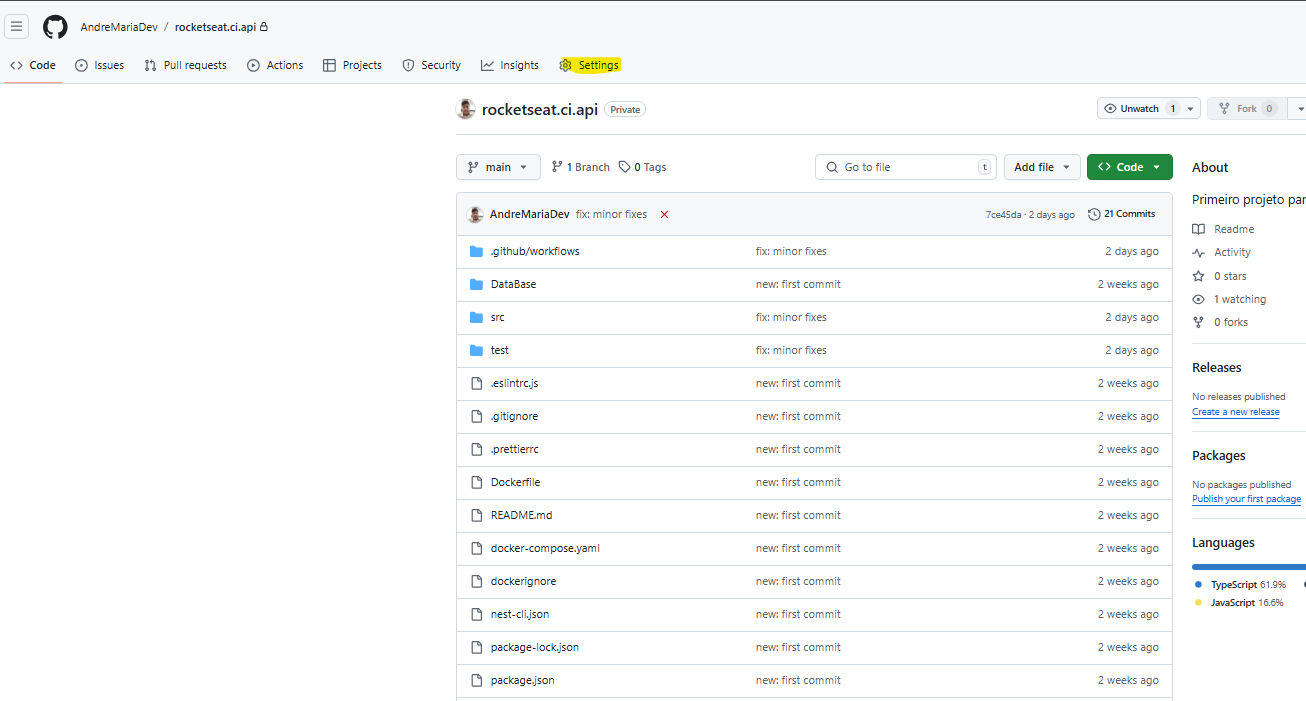 AndreMariaDev / rocketseat.ci.api
Code Issues Pull requests Actions Projects Security Insights Settings
rocketseat.ci.api Private Unwatch 1 Fork 0
main 1 Branch 0 Tags Go to file t Add file Code
AndreMariaDev fix: minor fixes 7ce45da · 2 days ago 21 Commits
.github/workflows fix: minor fixes 2 days ago
DataBase new: first commit 2 weeks ago
src fix: minor fixes 2 days ago
test fix: minor fixes 2 days ago
.eslintrc.js new: first commit 2 weeks ago
.gitignore new: first commit 2 weeks ago
.prettierrc new: first commit 2 weeks ago
Dockerfile new: first commit 2 weeks ago
README.md new: first commit 2 weeks ago
docker-compose.yaml new: first commit 2 weeks ago
dockerignore new: first commit 2 weeks ago
nest-cli.json new: first commit 2 weeks ago
package-lock.json new: first commit 2 weeks ago
package.json new: first commit 2 weeks ago
About
Primeiro projeto par
Readme
Activity
0 stars
1 watching
0 forks
Releases
No releases published
Create a new release
Packages
No packages published
Publish your first package
Languages
TypeScript 61.9%
JavaScript 16.6%